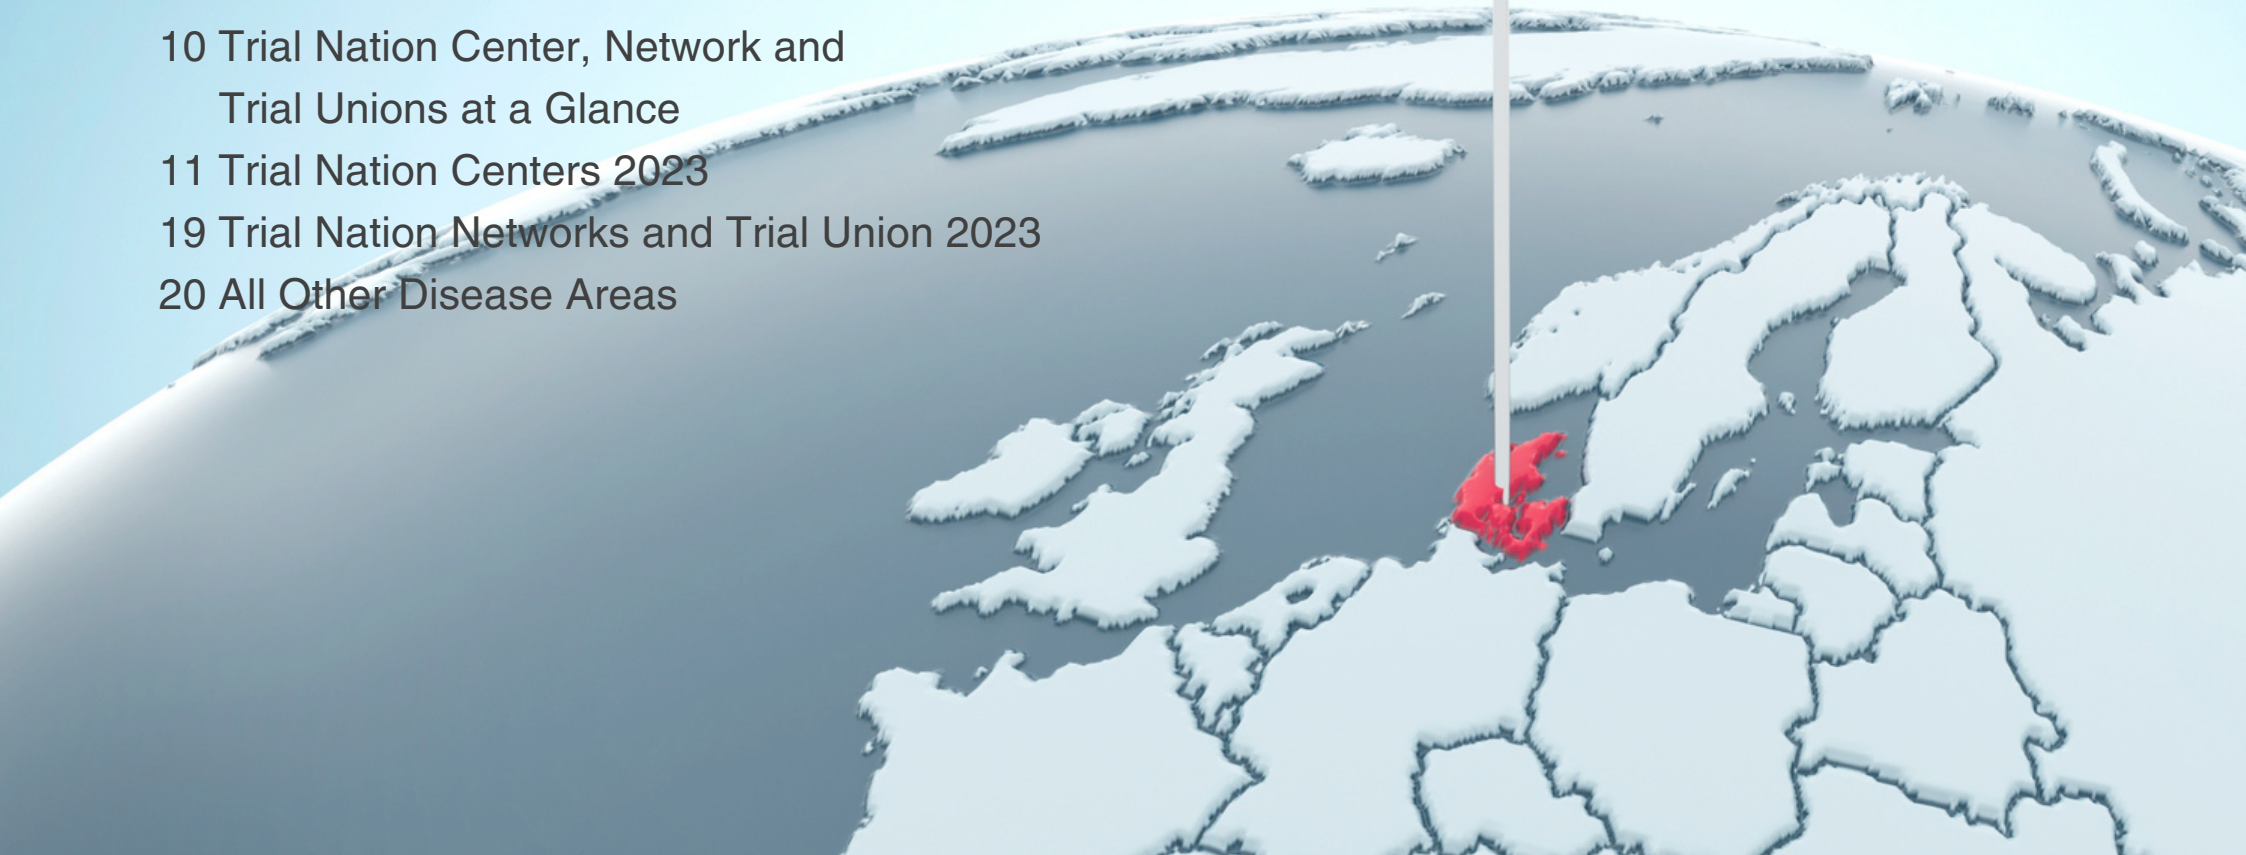 10 Trial Nation Center, Network and
Trial Unions at a Glance
11 Trial Nation Centers 2023
19 Trial Nation Networks and Trial Union 2023
20 All Other Disease Areas